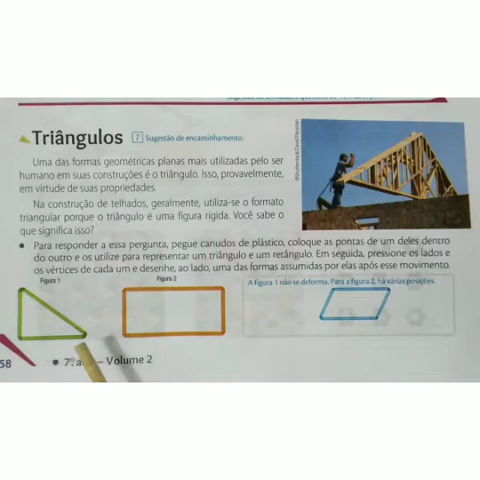 Triângulos 7 Sugestão de encaminhamento.
Uma das formas geométricas planas mais utilizadas pelo ser
humano em suas construções é o triângulo. Isso, provavelmente,
em virtude de suas propriedades.
Na construção de telhados, geralmente, utiliza-se o formato
triangular porque o triângulo é uma figura rígida. Você sabe o
que significa isso?
• Para responder a essa pergunta, pegue canudos de plástico, coloque as pontas de um deles dentro
do outro e os utilize para representar um triângulo e um retângulo. Em seguida, pressione os lados e
os vértices de cada um e desenhe, ao lado, uma das formas assumidas por elas após esse movimento.
Figura 1
Figura 2
A figura 1 não se deforma. Para a figura 2, há várias posições.
58
7º a – Volume 2